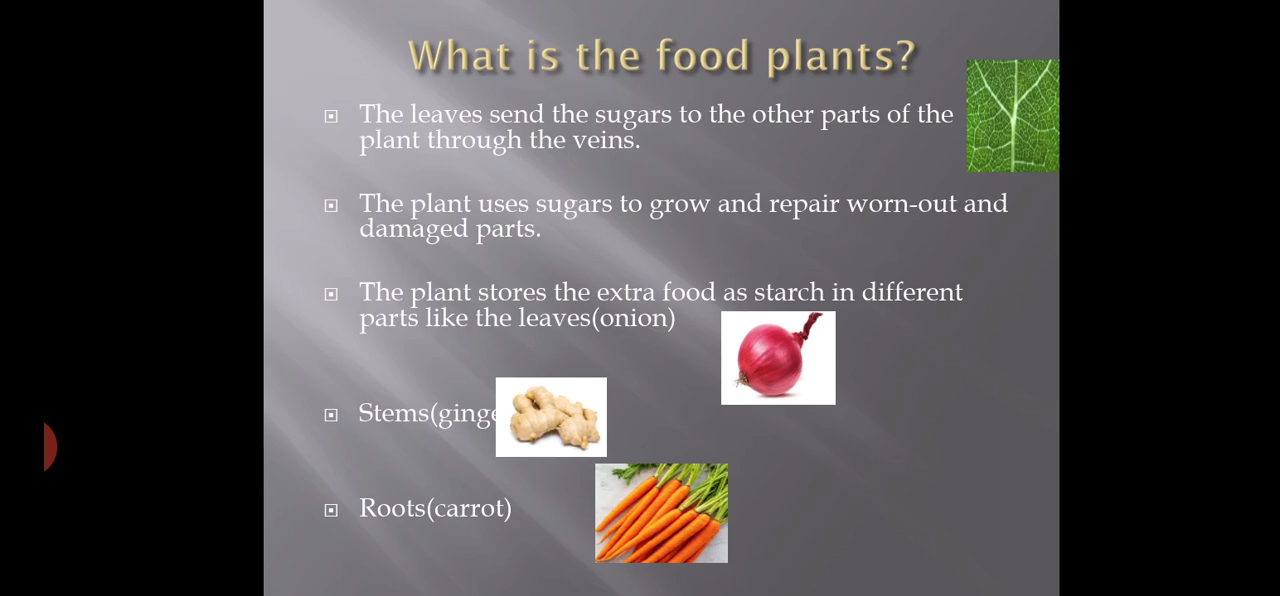 What is the food plants?
The leaves send the sugars to the other parts of the
plant through the veins.
The plant uses sugars to grow and repair worn-out and
damaged parts.
The plant stores the extra food as starch in different
parts like the leaves(onion)
Stems(ginge
Roots(carrot)